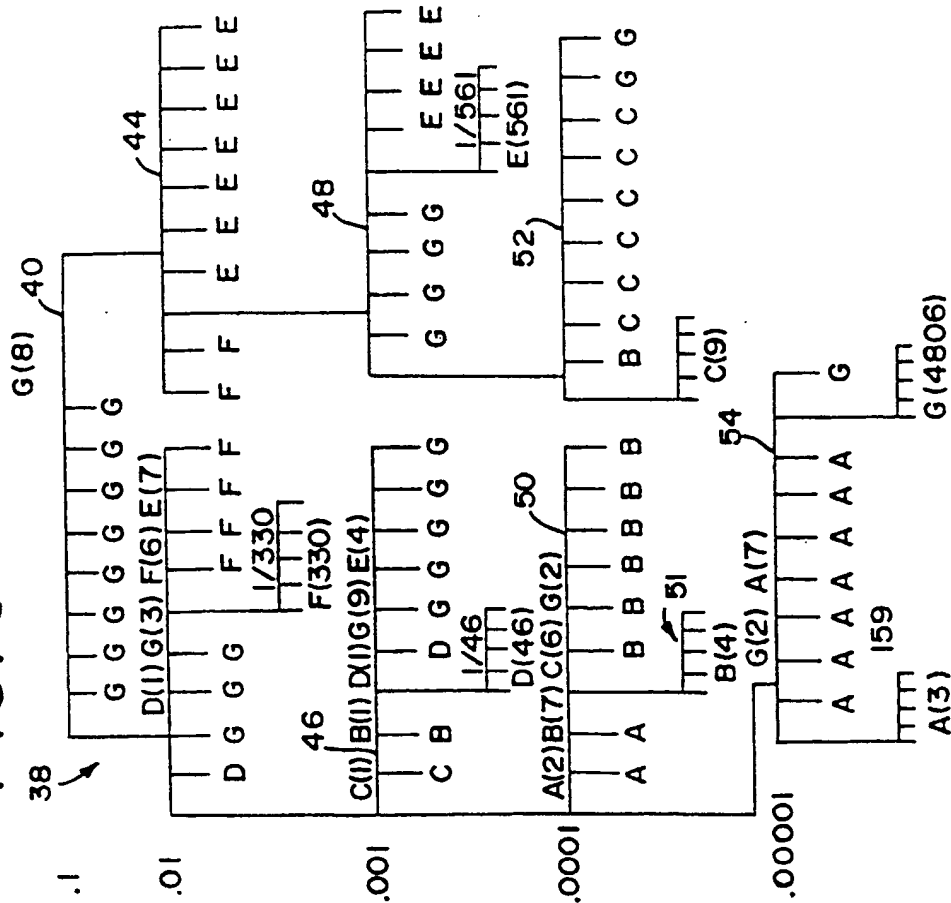 38
G(8)
40
.1
G G G G G G G G
44
D(1) G(3) F(6) E(7)
.01
D G G G F F F F F F E E E E E E E
1/330
F(330)
46
48
C(1) B(1) D(1) G(9) E(4)
.001
C B D G G G G G G G G G E E E E
1/46
D(46)
1/561
E(561)
50
52
A(2) B(7) C(6) G(2)
.0001
A A B B B B B B B C C C C C C G G
51
B(4)
C(9)
54
G(2) A(7)
.00001
A A A A A A A G
159
A(3)
G(4806)